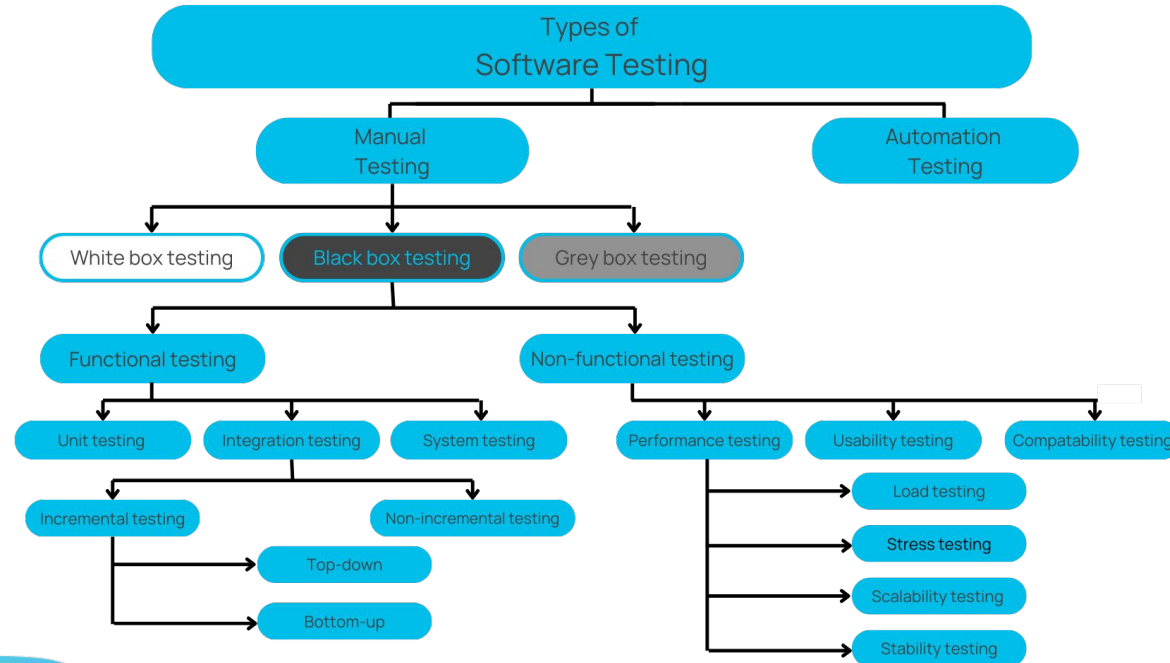 Types of
Software Testing
Manual
Testing
Automation
Testing
White box testing
Black box testing
Grey box testing
Functional testing
Non-functional testing
Unit testing
Integration testing
System testing
Performance testing
Usability testing
Compatability testing
Incremental testing
Non-incremental testing
Load testing
Stress testing
Top-down
Scalability testing
Bottom-up
Stability testing